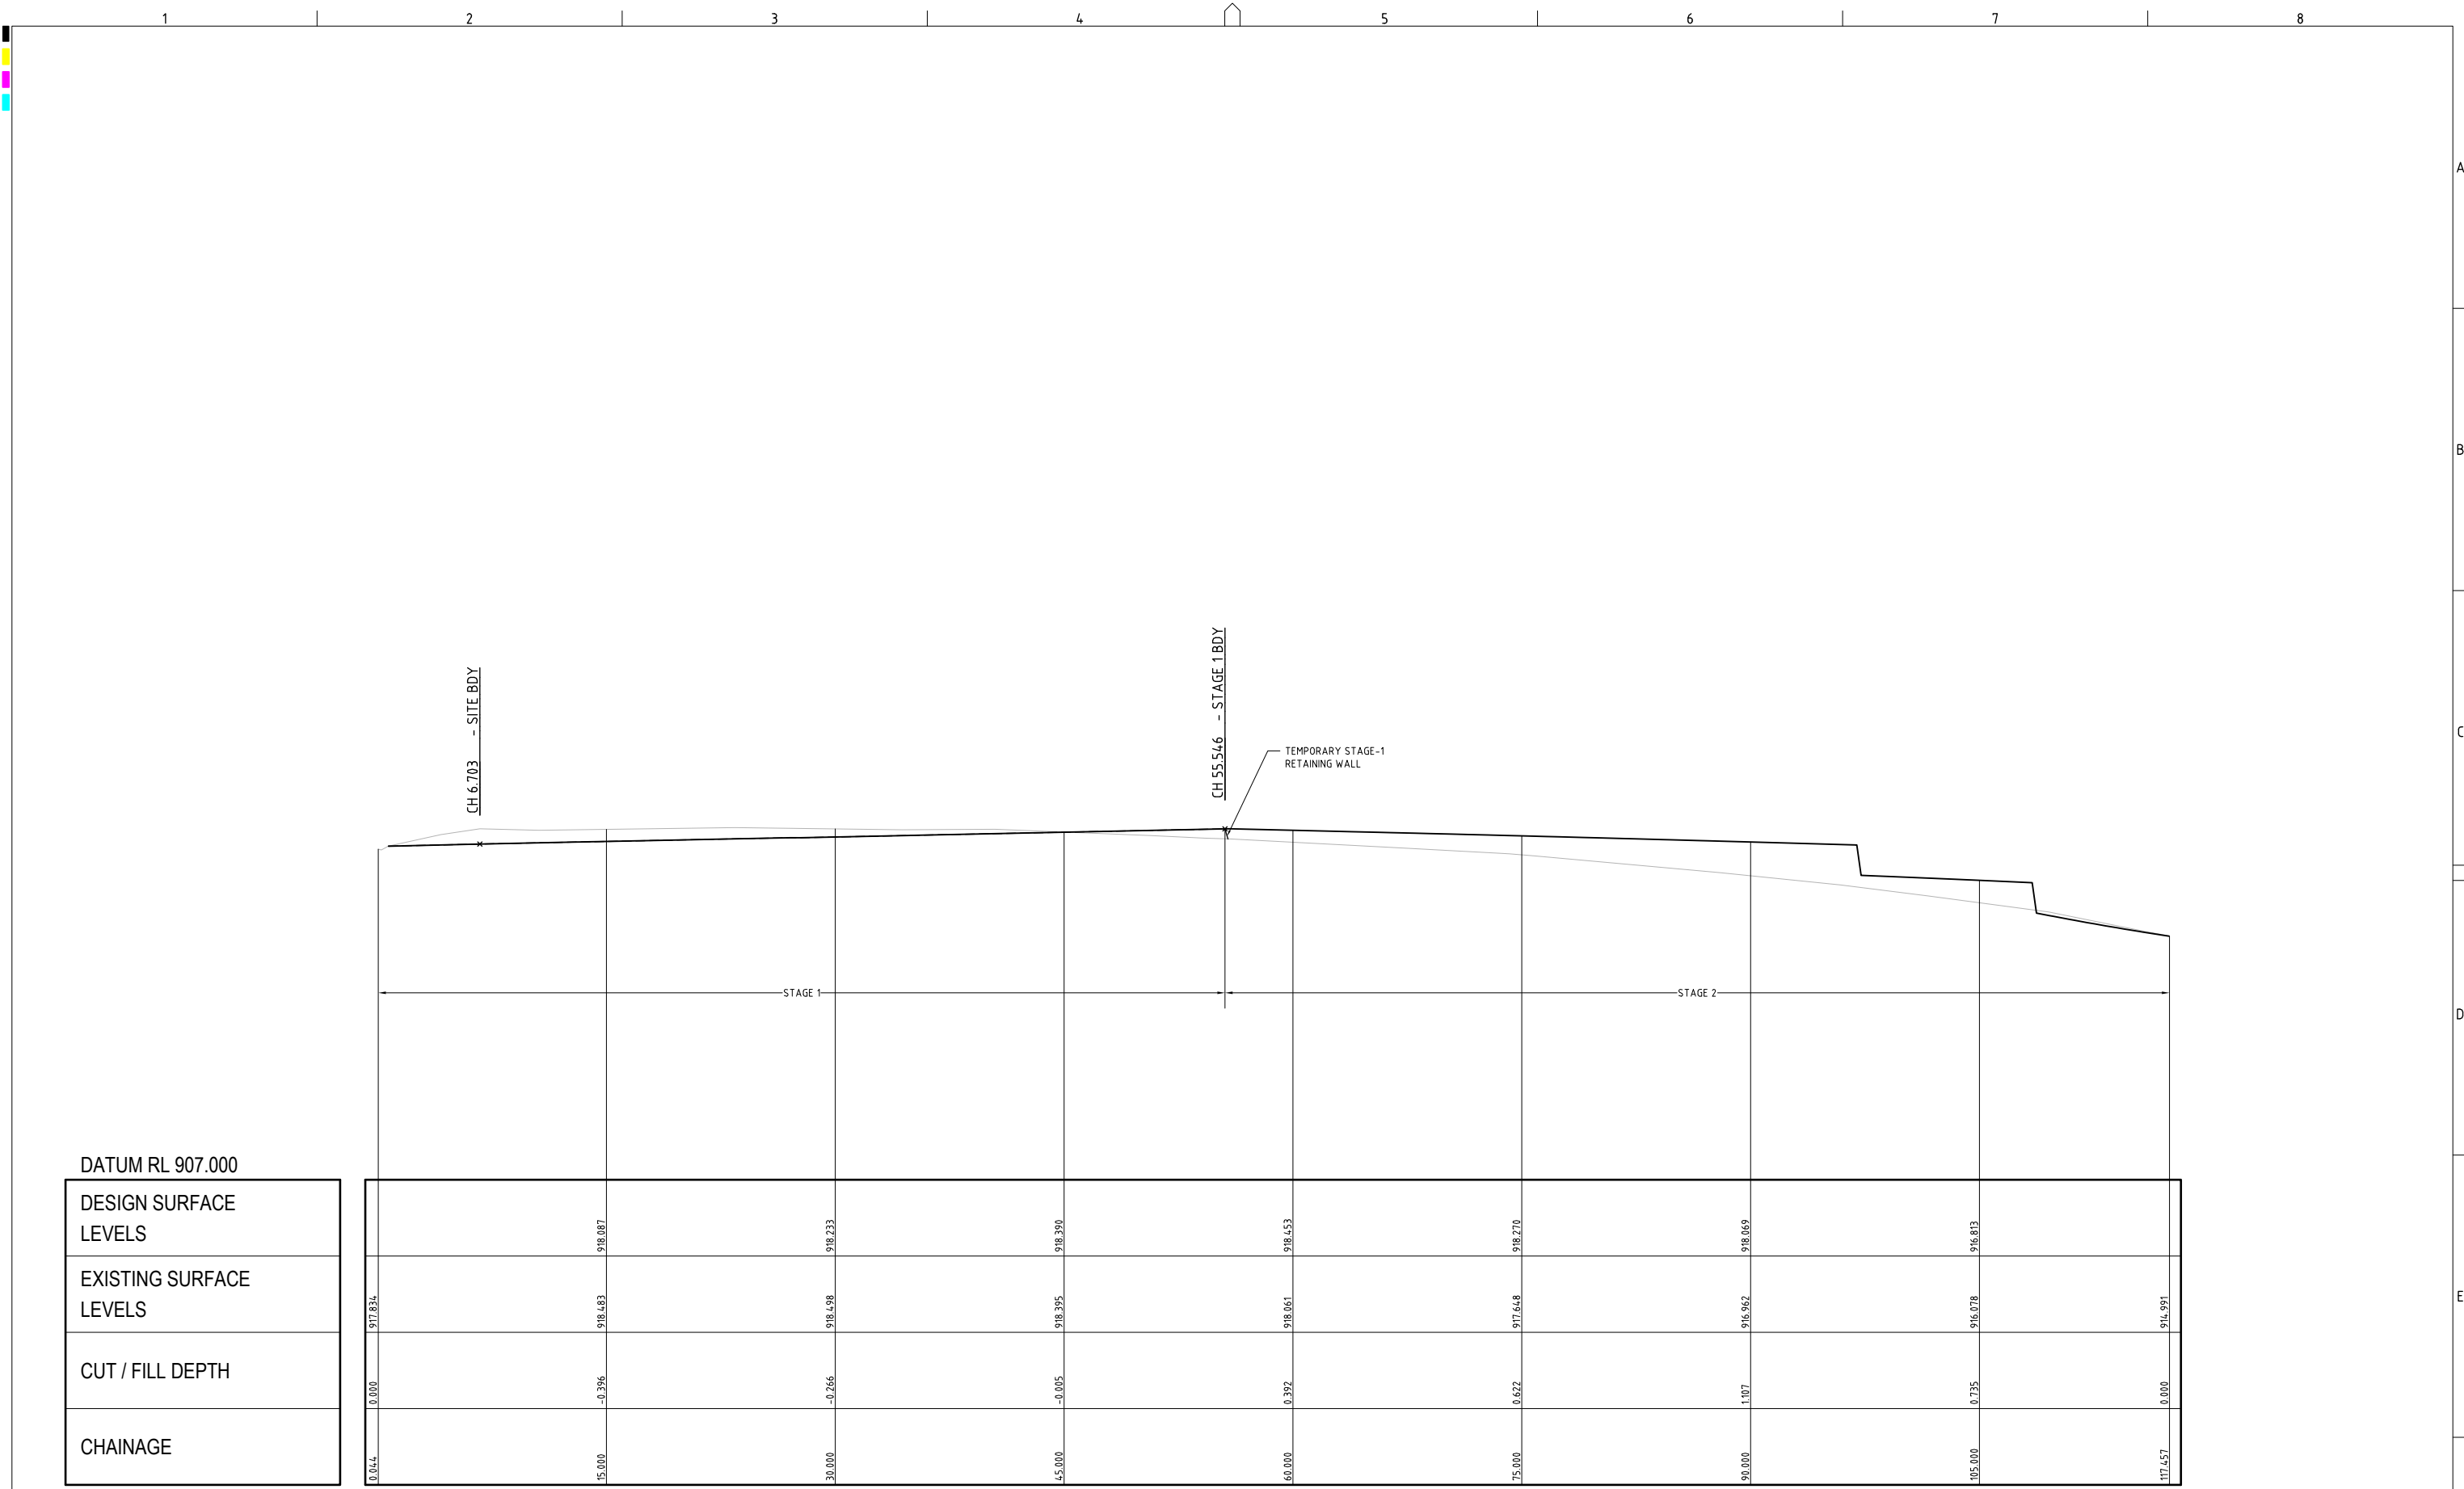 1 2 3 4 5 6 7 8
A
B
C
D
E
CH 6.703 - SITE BDY
CH 55.546 - STAGE 1 BDY
TEMPORARY STAGE-1
RETAINING WALL
STAGE 1 STAGE 2
DATUM RL 907.000
DESIGN SURFACE
LEVELS
918.087 918.233 918.390 918.453 918.270 918.069 916.813
EXISTING SURFACE
LEVELS
917.834 918.483 918.498 918.395 918.061 917.648 916.962 916.078 914.991
CUT / FILL DEPTH
0.000 -0.396 -0.266 -0.005 0.392 0.622 1.107 0.735 0.000
CHAINAGE
0.044 15.000 30.000 45.000 60.000 75.000 90.000 105.000 117.457